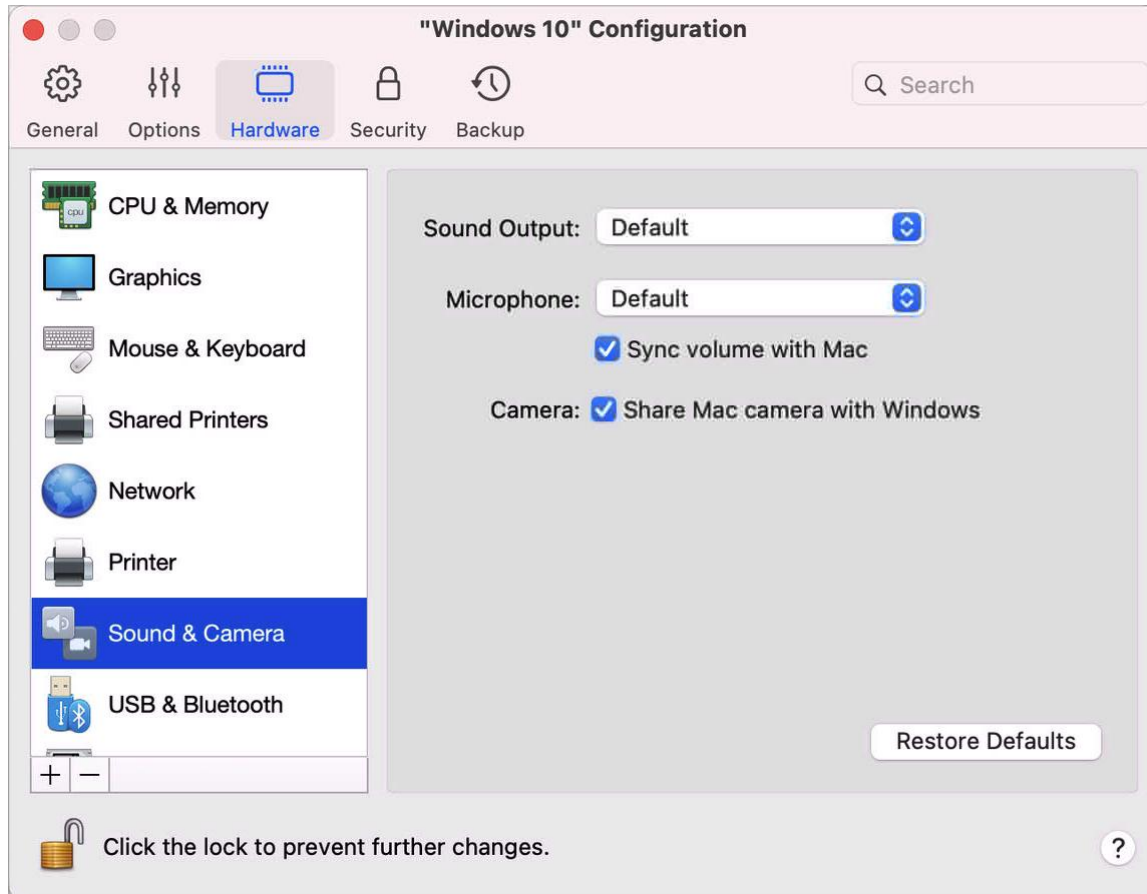 "Windows 10" Configuration
General Options Hardware Security Backup
Search
CPU & Memory
Graphics
Mouse & Keyboard
Shared Printers
Network
Printer
Sound & Camera
USB & Bluetooth
Sound Output: Default
Microphone: Default
Sync volume with Mac
Camera: Share Mac camera with Windows
Restore Defaults
+ −
Click the lock to prevent further changes.
?
cpu